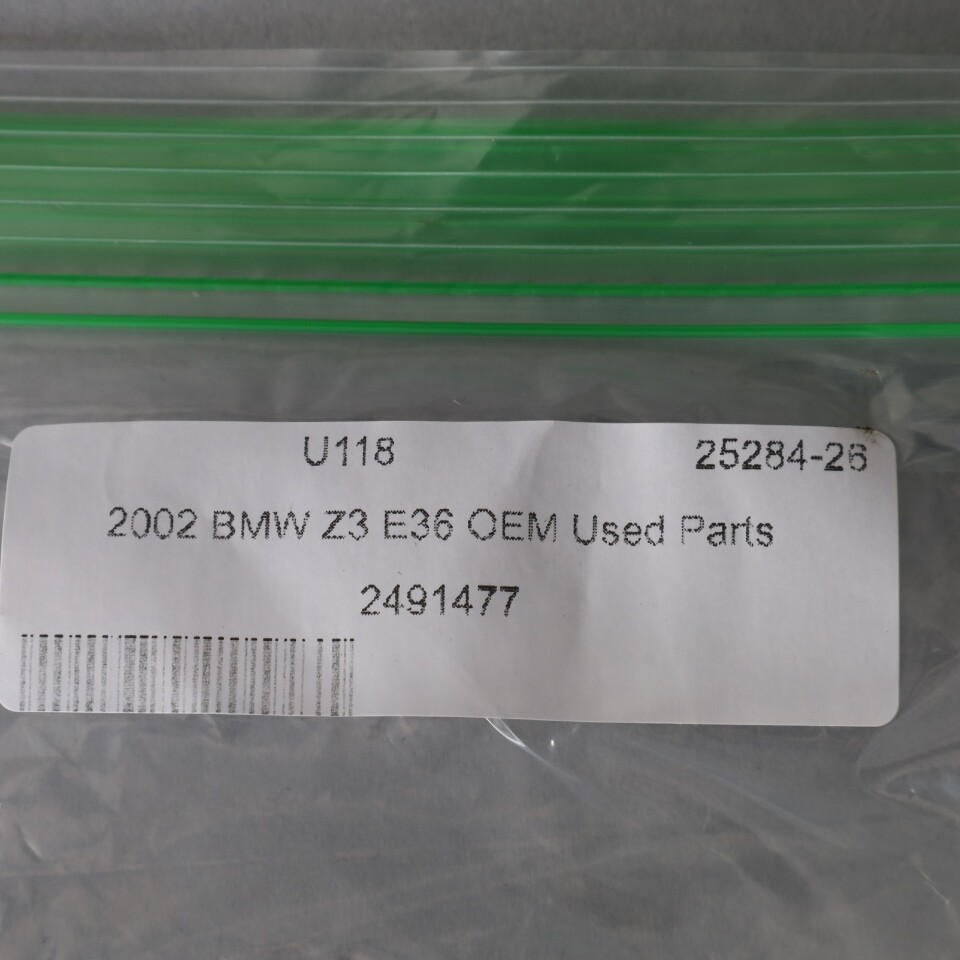 U118 25284-26
2002 BMW Z3 E36 OEM Used Parts
2491477